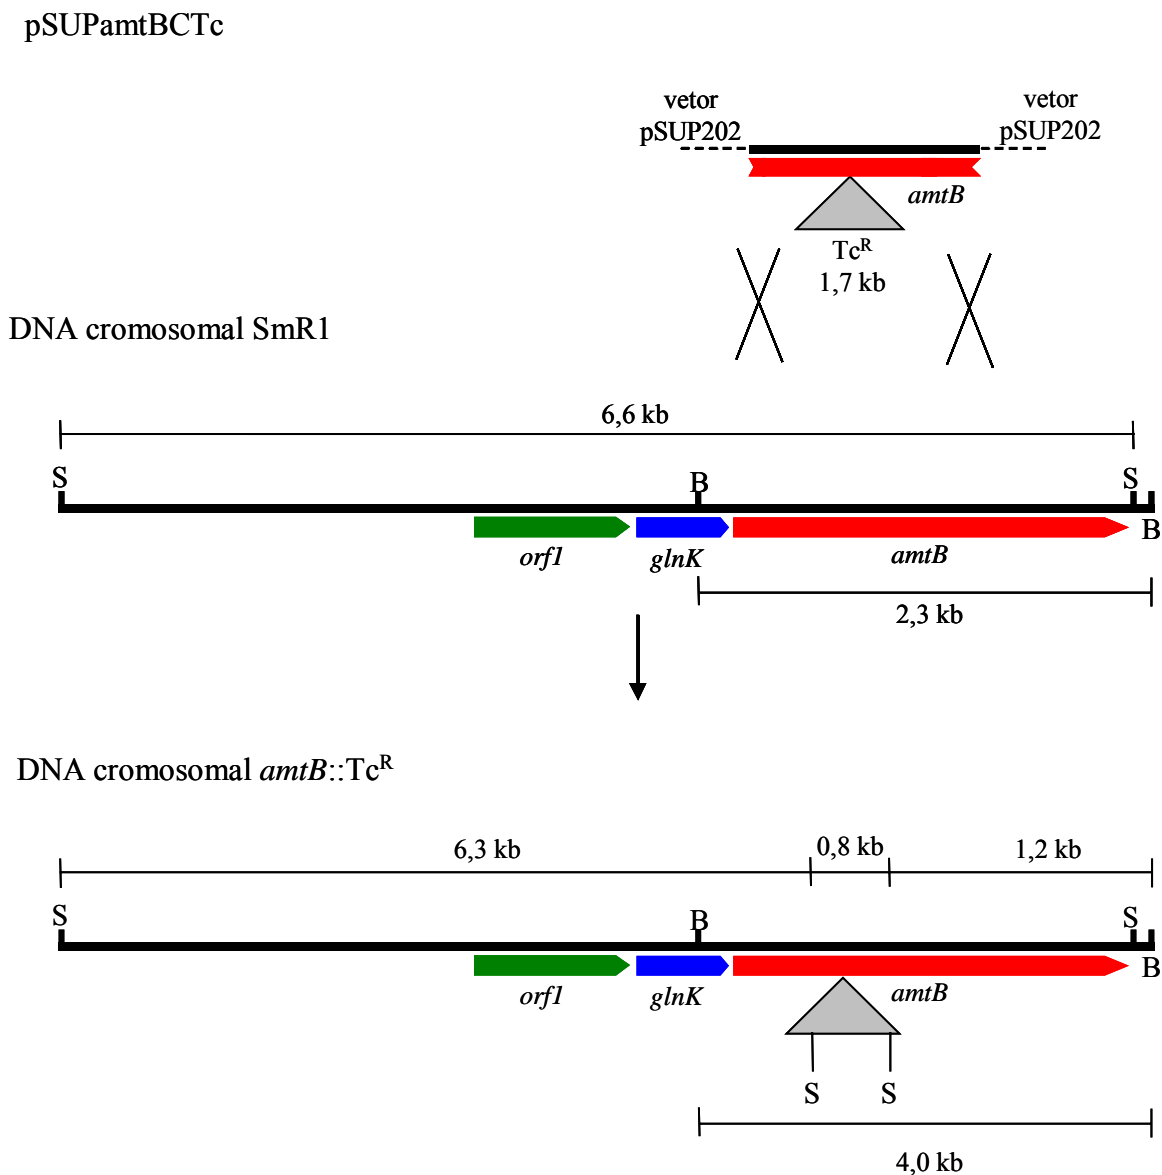 pSUPamtBCTc
vetor
pSUP202
vetor
pSUP202
amtB
Tc^R
1,7 kb
DNA cromosomal SmR1
6,6 kb
S
B
S
B
orf1
glnK
amtB
2,3 kb
DNA cromosomal amtB::Tc^R
6,3 kb
0,8 kb
1,2 kb
S
B
S
B
orf1
glnK
amtB
S
S
4,0 kb